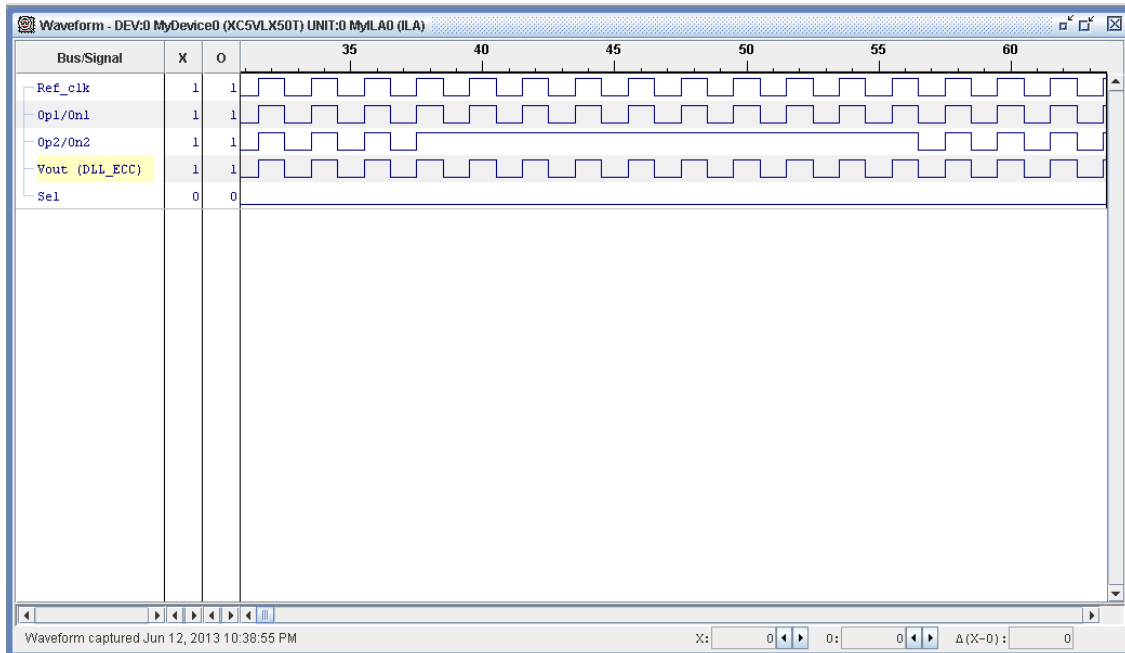 Waveform - DEV:0 MyDevice0 (XC5VLX50T) UNIT:0 MyILA0 (ILA)
Bus/Signal X O 35 40 45 50 55 60
Ref_clk 1 1
Op1/On1 1 1
Op2/On2 1 1
Vout (DLL_ECC) 1 1
Sel 0 0
Waveform captured Jun 12, 2013 10:38:55 PM X: 0 O: 0 Δ(X-O): 0